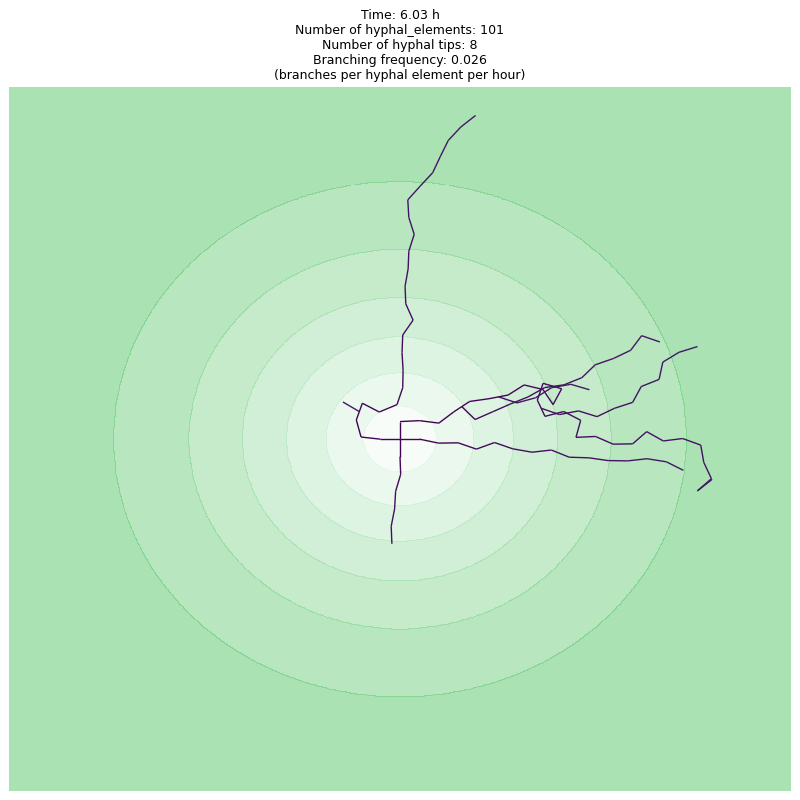 Time: 6.03 h
Number of hyphal_elements: 101
Number of hyphal tips: 8
Branching frequency: 0.026
(branches per hyphal element per hour)